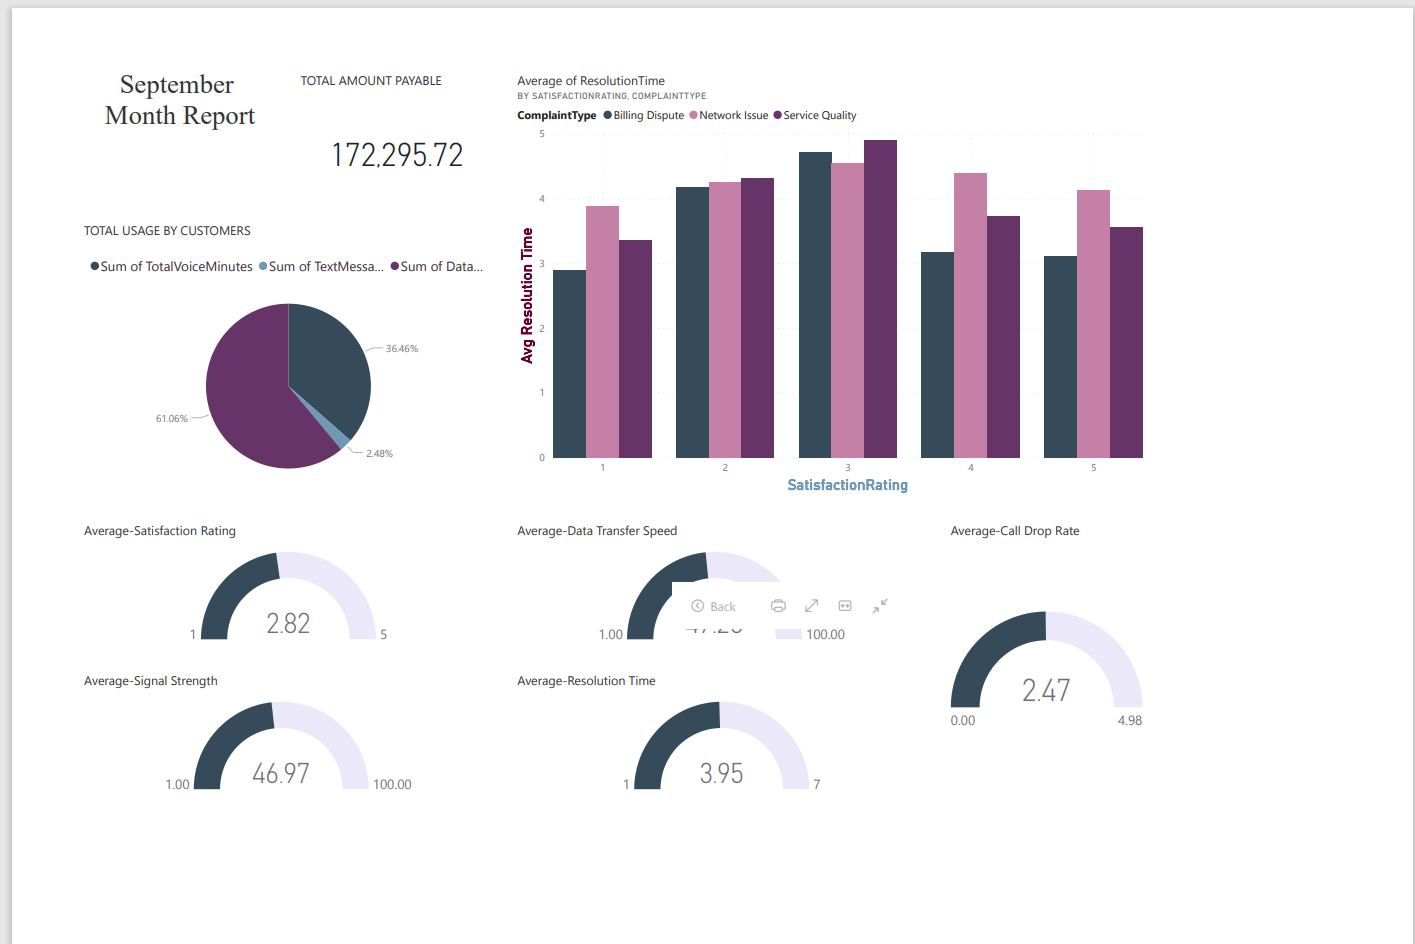 September
Month Report
TOTAL AMOUNT PAYABLE
172,295.72
TOTAL USAGE BY CUSTOMERS
Sum of TotalVoiceMinutes Sum of TextMessa... Sum of Data...
36.46%
61.06%
2.48%
Average of ResolutionTime
BY SATISFACTIONRATING, COMPLAINTTYPE
ComplaintType Billing Dispute Network Issue Service Quality
Avg Resolution Time
5
4
3
2
1
0
1 2 3 4 5
SatisfactionRating
Average-Satisfaction Rating
2.82
1 5
Average-Data Transfer Speed
Back
1.00 100.00
Average-Call Drop Rate
2.47
0.00 4.98
Average-Signal Strength
46.97
1.00 100.00
Average-Resolution Time
3.95
1 7